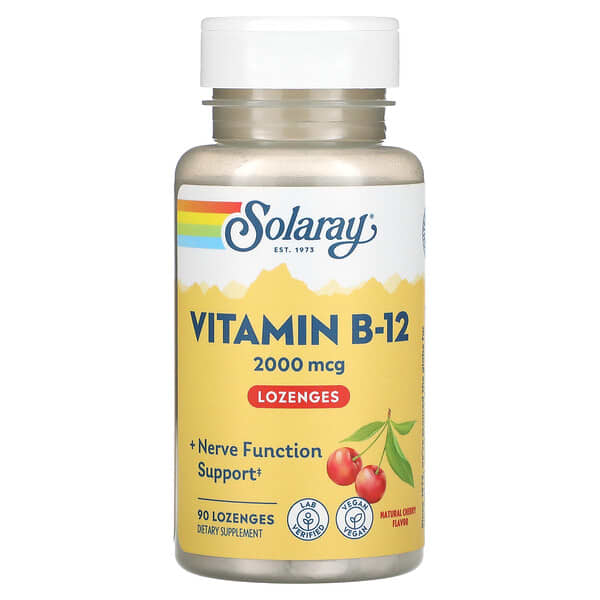 Solaray®
EST. 1973
VITAMIN B-12
2000 mcg
LOZENGES
+ Nerve Function
Support‡
90 LOZENGES
DIETARY SUPPLEMENT
LAB
VERIFIED
VEGAN
VEGAN
NATURAL CHERRY
FLAVOR